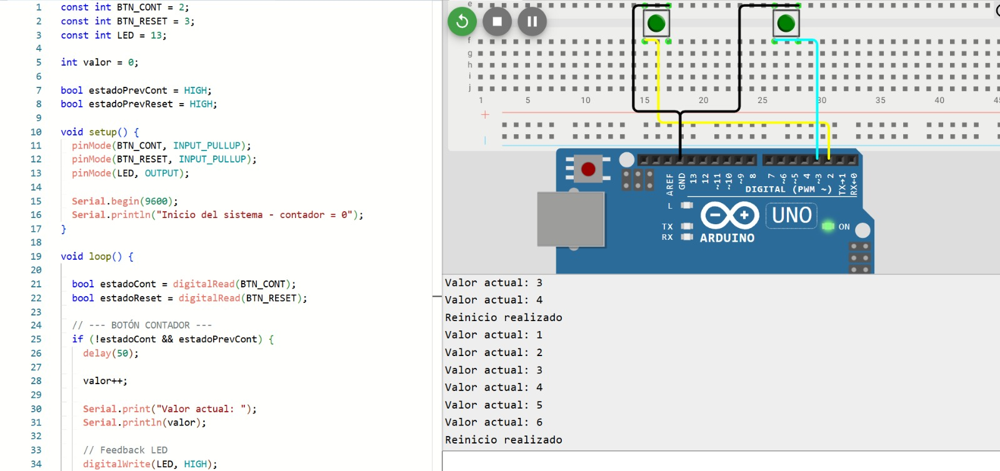 1 const int BTN_CONT = 2;
2 const int BTN_RESET = 3;
3 const int LED = 13;
4
5 int valor = 0;
6
7 bool estadoPrevCont = HIGH;
8 bool estadoPrevReset = HIGH;
9
10 void setup() {
11 pinMode(BTN_CONT, INPUT_PULLUP);
12 pinMode(BTN_RESET, INPUT_PULLUP);
13 pinMode(LED, OUTPUT);
14
15 Serial.begin(9600);
16 Serial.println("Inicio del sistema - contador = 0");
17 }
18
19 void loop() {
20
21 bool estadoCont = digitalRead(BTN_CONT);
22 bool estadoReset = digitalRead(BTN_RESET);
23
24 // --- BOTÓN CONTADOR ---
25 if (!estadoCont && estadoPrevCont) {
26 delay(50);
27
28 valor++;
29
30 Serial.print("Valor actual: ");
31 Serial.println(valor);
32
33 // Feedback LED
34 digitalWrite(LED, HIGH);
e
f
g
h
i
j
1 5 10 15 20 25 30 35 40 45
+
|
AREF GND 13 12 ~11 ~10 ~9 8 7 ~6 ~5 4 ~3 2 TX→1 RX←0
DIGITAL (PWM ~)
L
TX
RX
ARDUINO
UNO
ON
Valor actual: 3
Valor actual: 4
Reinicio realizado
Valor actual: 1
Valor actual: 2
Valor actual: 3
Valor actual: 4
Valor actual: 5
Valor actual: 6
Reinicio realizado